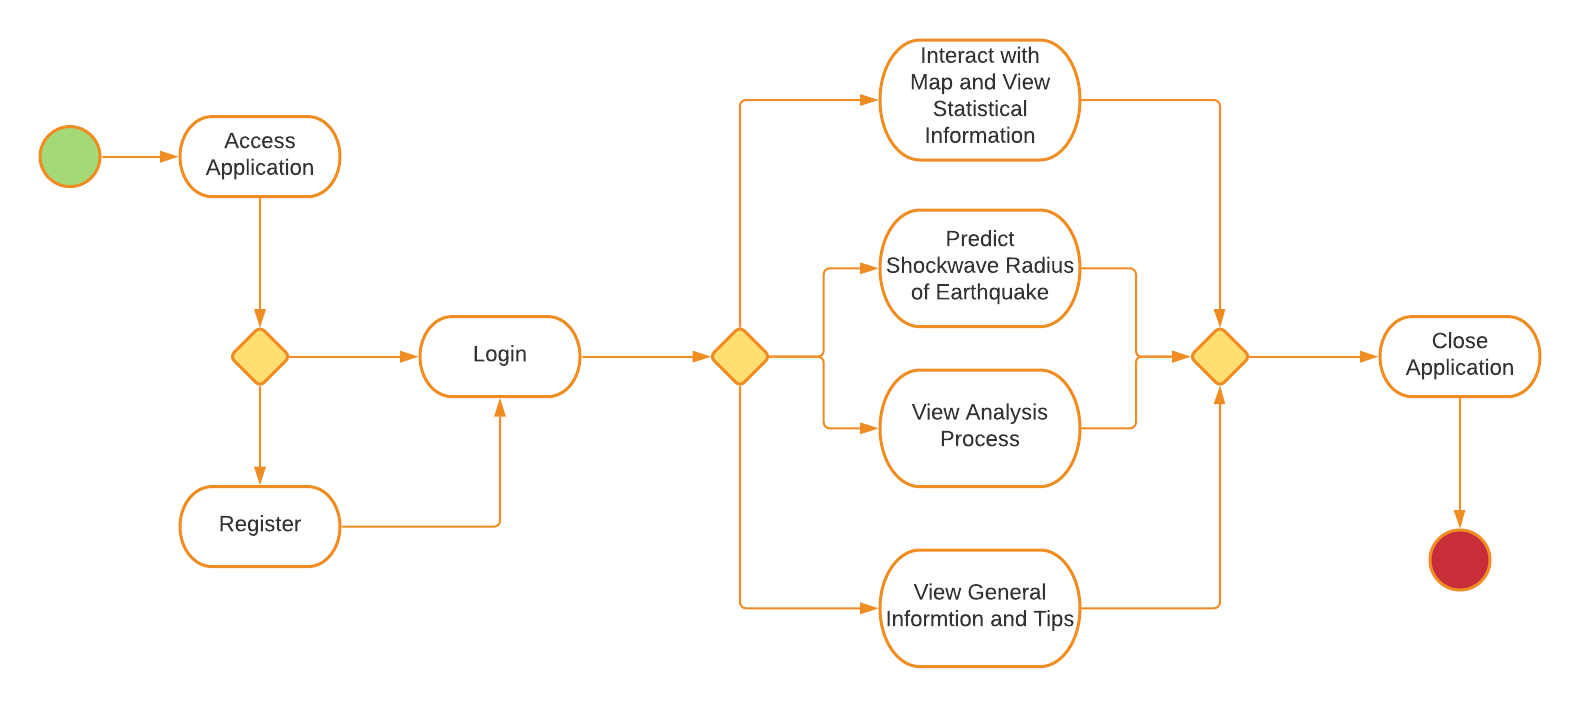 Access
Application
Login
Register
Interact with
Map and View
Statistical
Information
Predict
Shockwave Radius
of Earthquake
View Analysis
Process
View General
Informtion and Tips
Close
Application